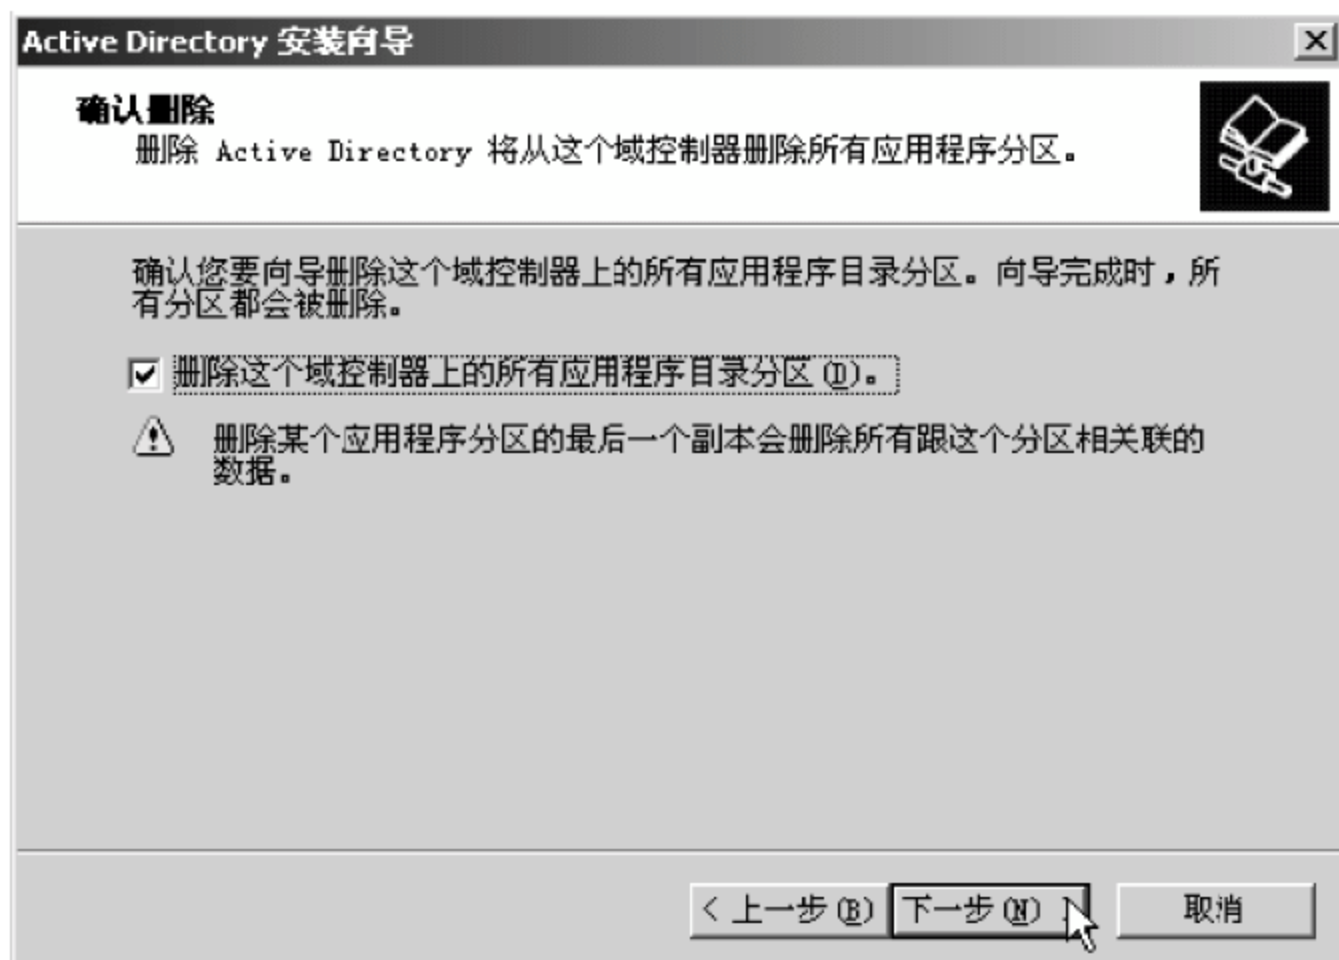 Active Directory 安装向导
确认删除
删除 Active Directory 将从这个域控制器删除所有应用程序分区。
确认您要向导删除这个域控制器上的所有应用程序目录分区。向导完成时，所
有分区都会被删除。
删除这个域控制器上的所有应用程序目录分区(D)。
删除某个应用程序分区的最后一个副本会删除所有跟这个分区相关联的
数据。
< 上一步(B) 下一步(N) > 取消